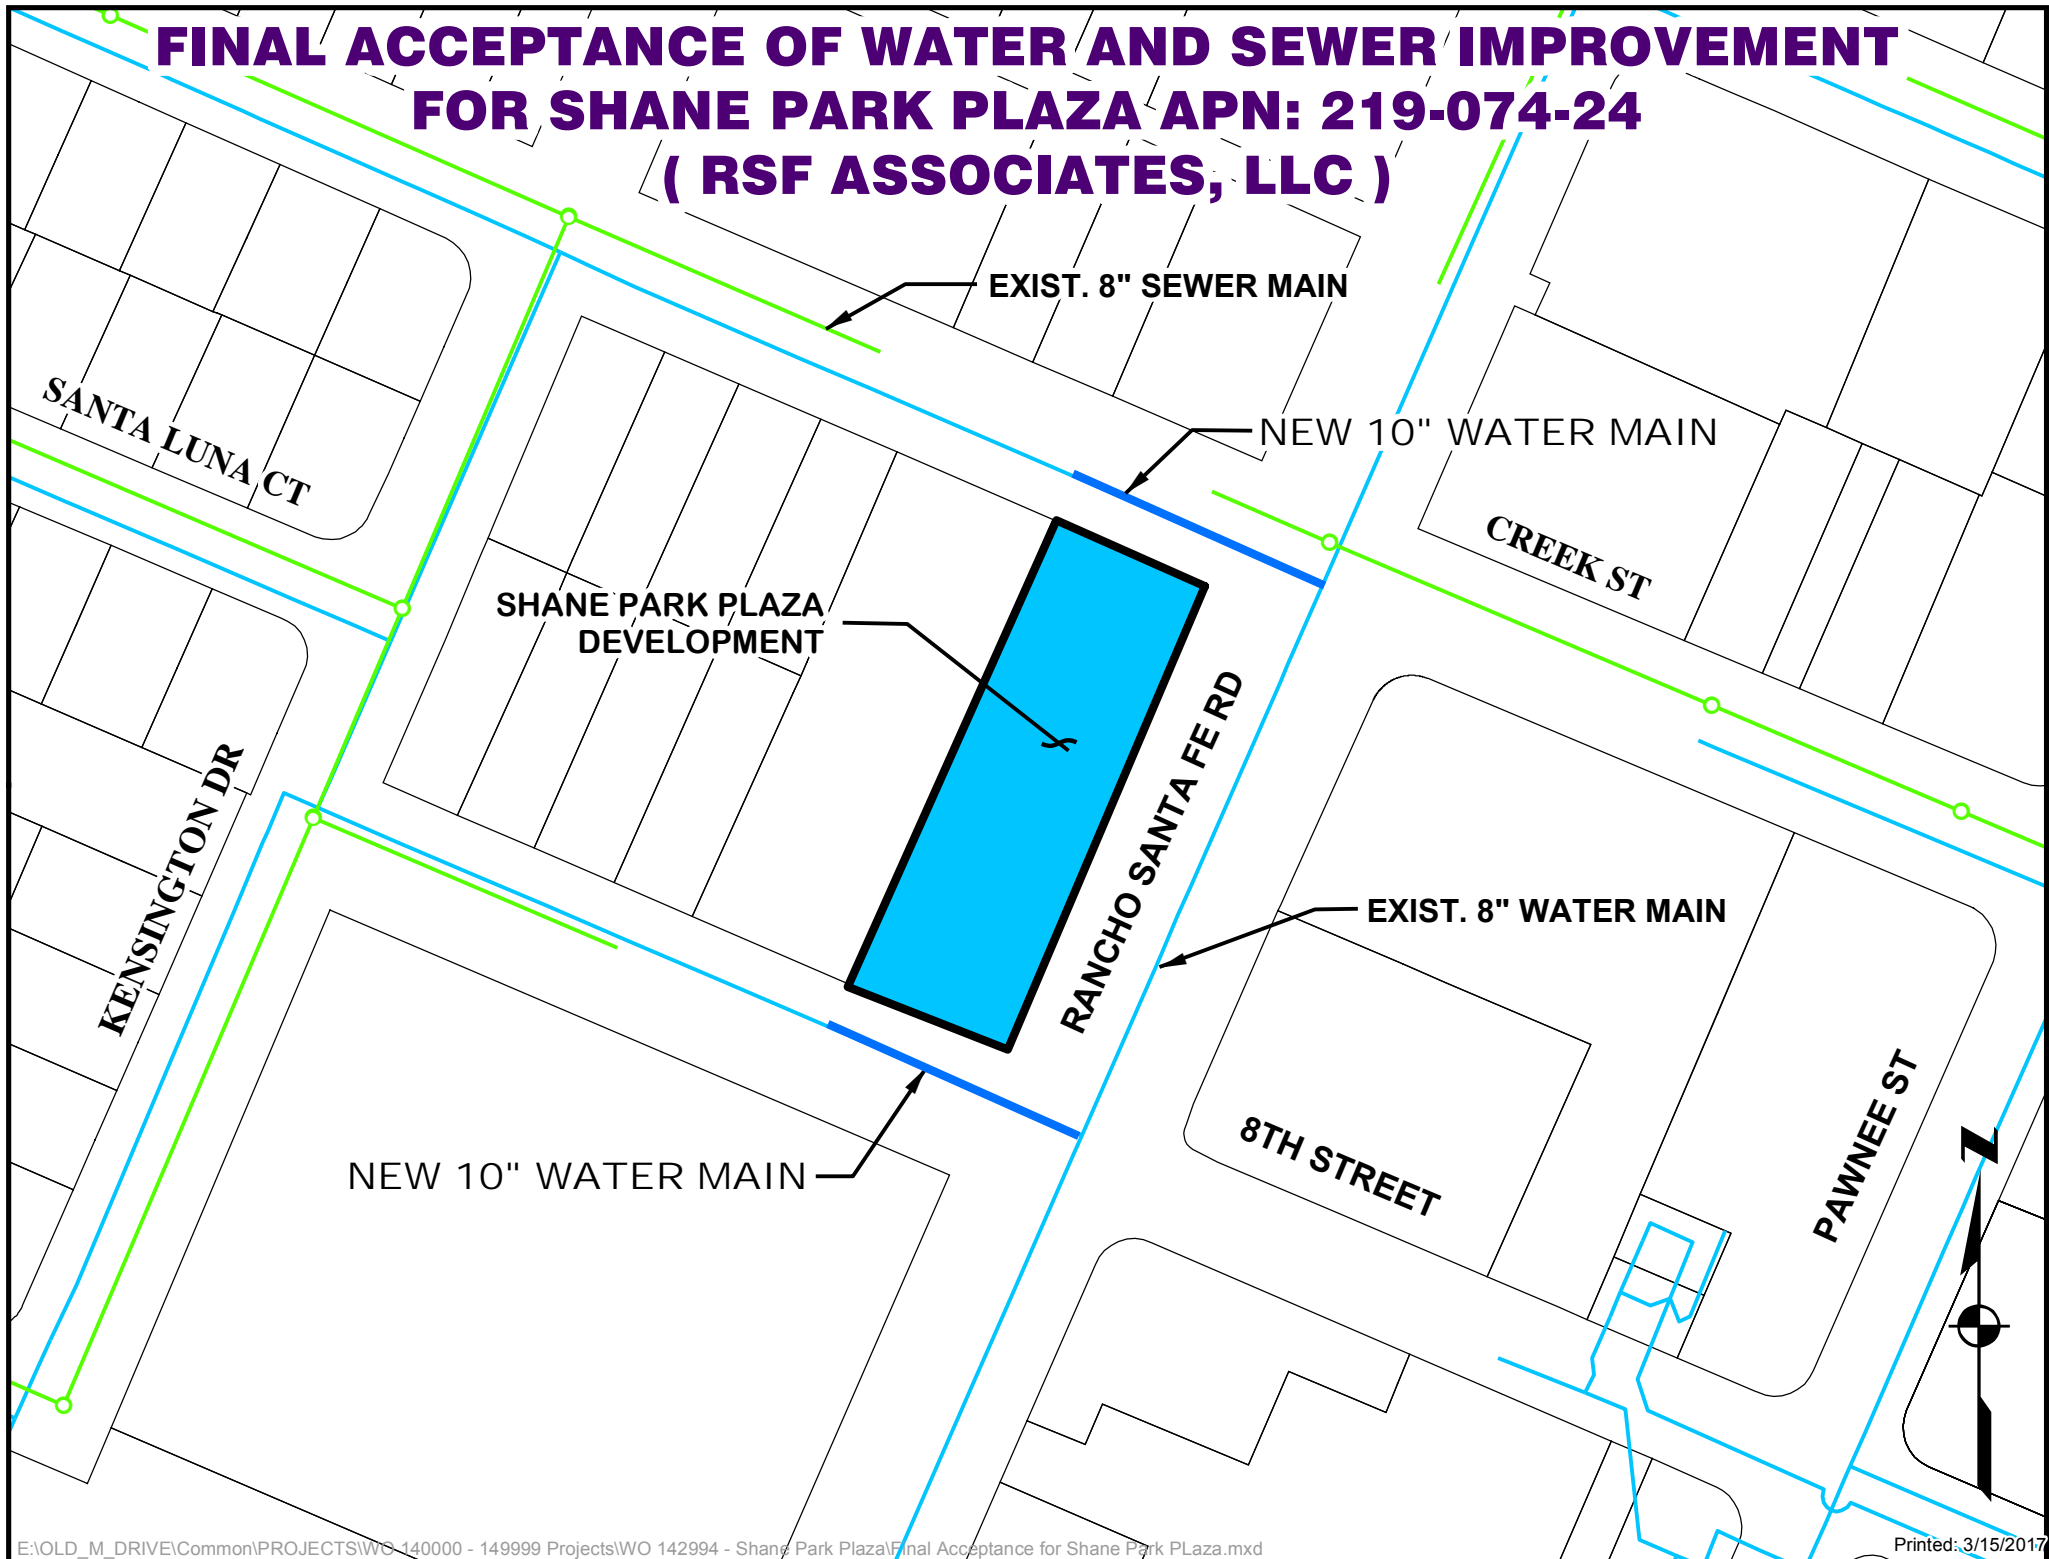 FINAL ACCEPTANCE OF WATER AND SEWER IMPROVEMENT
FOR SHANE PARK PLAZA APN: 219-074-24
( RSF ASSOCIATES, LLC )
EXIST. 8" SEWER MAIN
NEW 10" WATER MAIN
SANTA LUNA CT
CREEK ST
SHANE PARK PLAZA
DEVELOPMENT
RANCHO SANTA FE RD
KENSINGTON DR
EXIST. 8" WATER MAIN
8TH STREET
PAWNEE ST
NEW 10" WATER MAIN
Z
E:\OLD_M_DRIVE\Common\PROJECTS\WO 140000 - 149999 Projects\WO 142994 - Shane Park Plaza\Final Acceptance for Shane Park PLaza.mxd
Printed: 3/15/2017